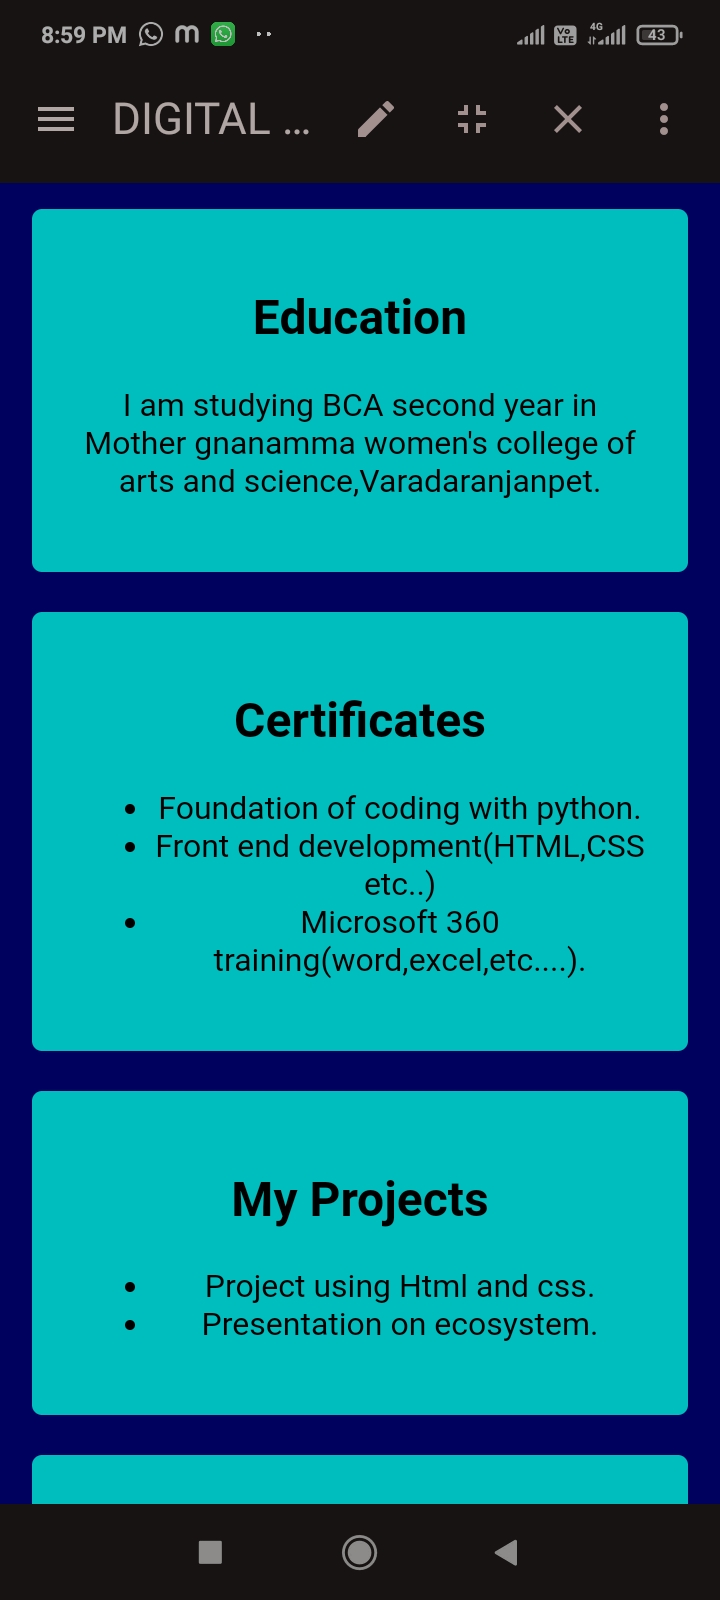 8:59 PM
4G
Vo
LTE
43
DIGITAL ...
Education
I am studying BCA second year in
Mother gnanamma women's college of
arts and science,Varadaranjanpet.
Certificates
• Foundation of coding with python.
• Front end development(HTML,CSS
etc..)
• Microsoft 360
training(word,excel,etc....).
My Projects
• Project using Html and css.
• Presentation on ecosystem.